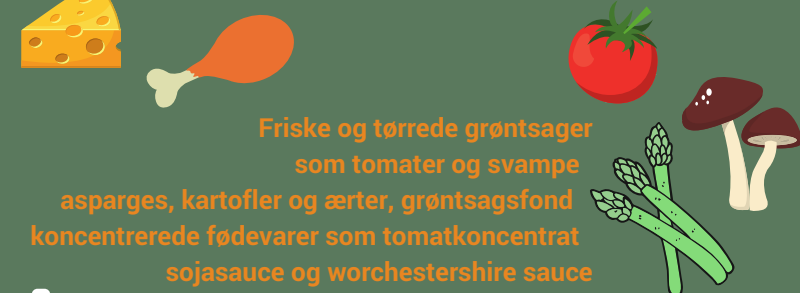 Friske og tørrede grøntsager
som tomater og svampe
asparges, kartofler og ærter, grøntsagsfond
koncentrerede fødevarer som tomatkoncentrat
sojasauce og worchestershire sauce